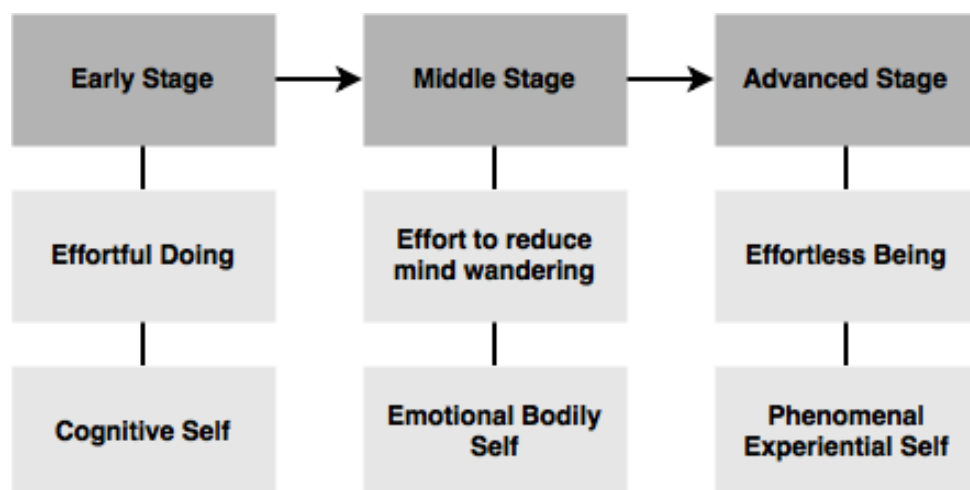 Early Stage
Middle Stage
Advanced Stage
Effortful Doing
Effort to reduce
mind wandering
Effortless Being
Cognitive Self
Emotional Bodily
Self
Phenomenal
Experiential Self